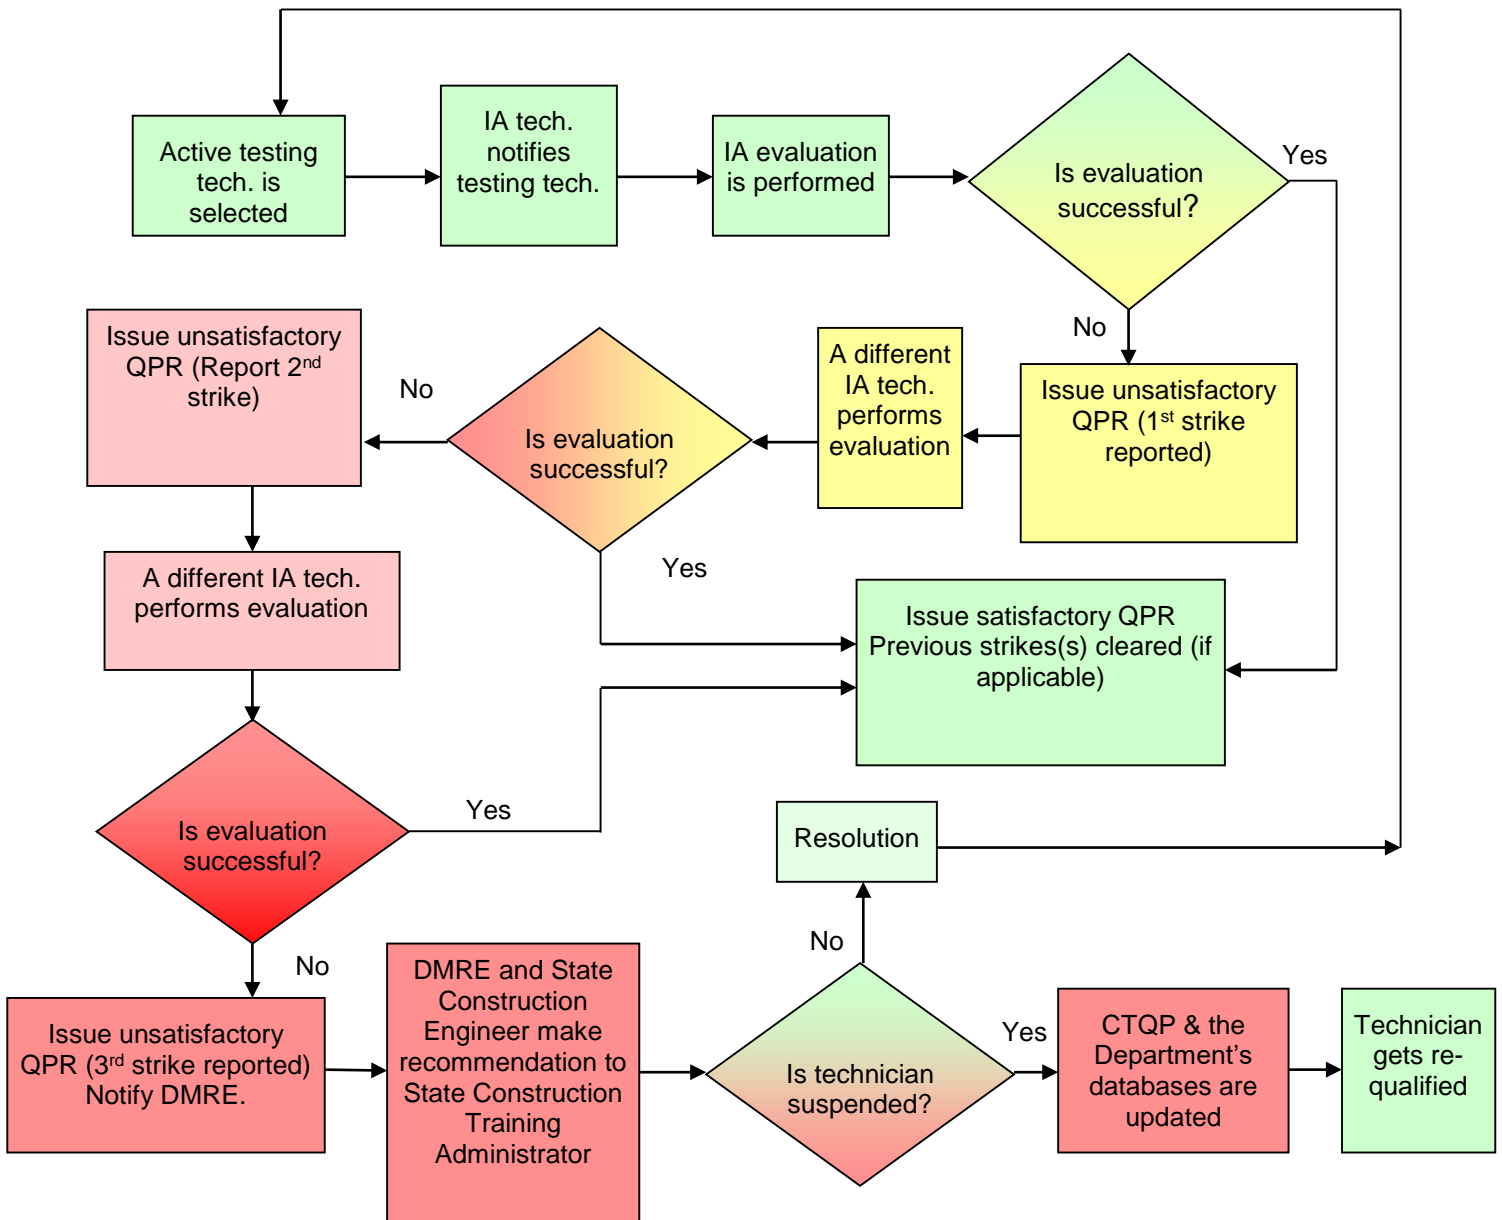 Active testing
tech. is
selected
IA tech.
notifies
testing tech.
IA evaluation
is performed
Is evaluation
successful?
Yes
No
Issue unsatisfactory
QPR (1st strike
reported)
A different
IA tech.
performs
evaluation
Is evaluation
successful?
No
Yes
Issue unsatisfactory
QPR (Report 2nd
strike)
A different IA tech.
performs evaluation
Issue satisfactory QPR
Previous strikes(s) cleared (if
applicable)
Is evaluation
successful?
Yes
No
Resolution
Issue unsatisfactory
QPR (3rd strike reported)
Notify DMRE.
DMRE and State
Construction
Engineer make
recommendation to
State Construction
Training
Administrator
No
Is technician
suspended?
Yes
CTQP & the
Department's
databases are
updated
Technician
gets re-
qualified